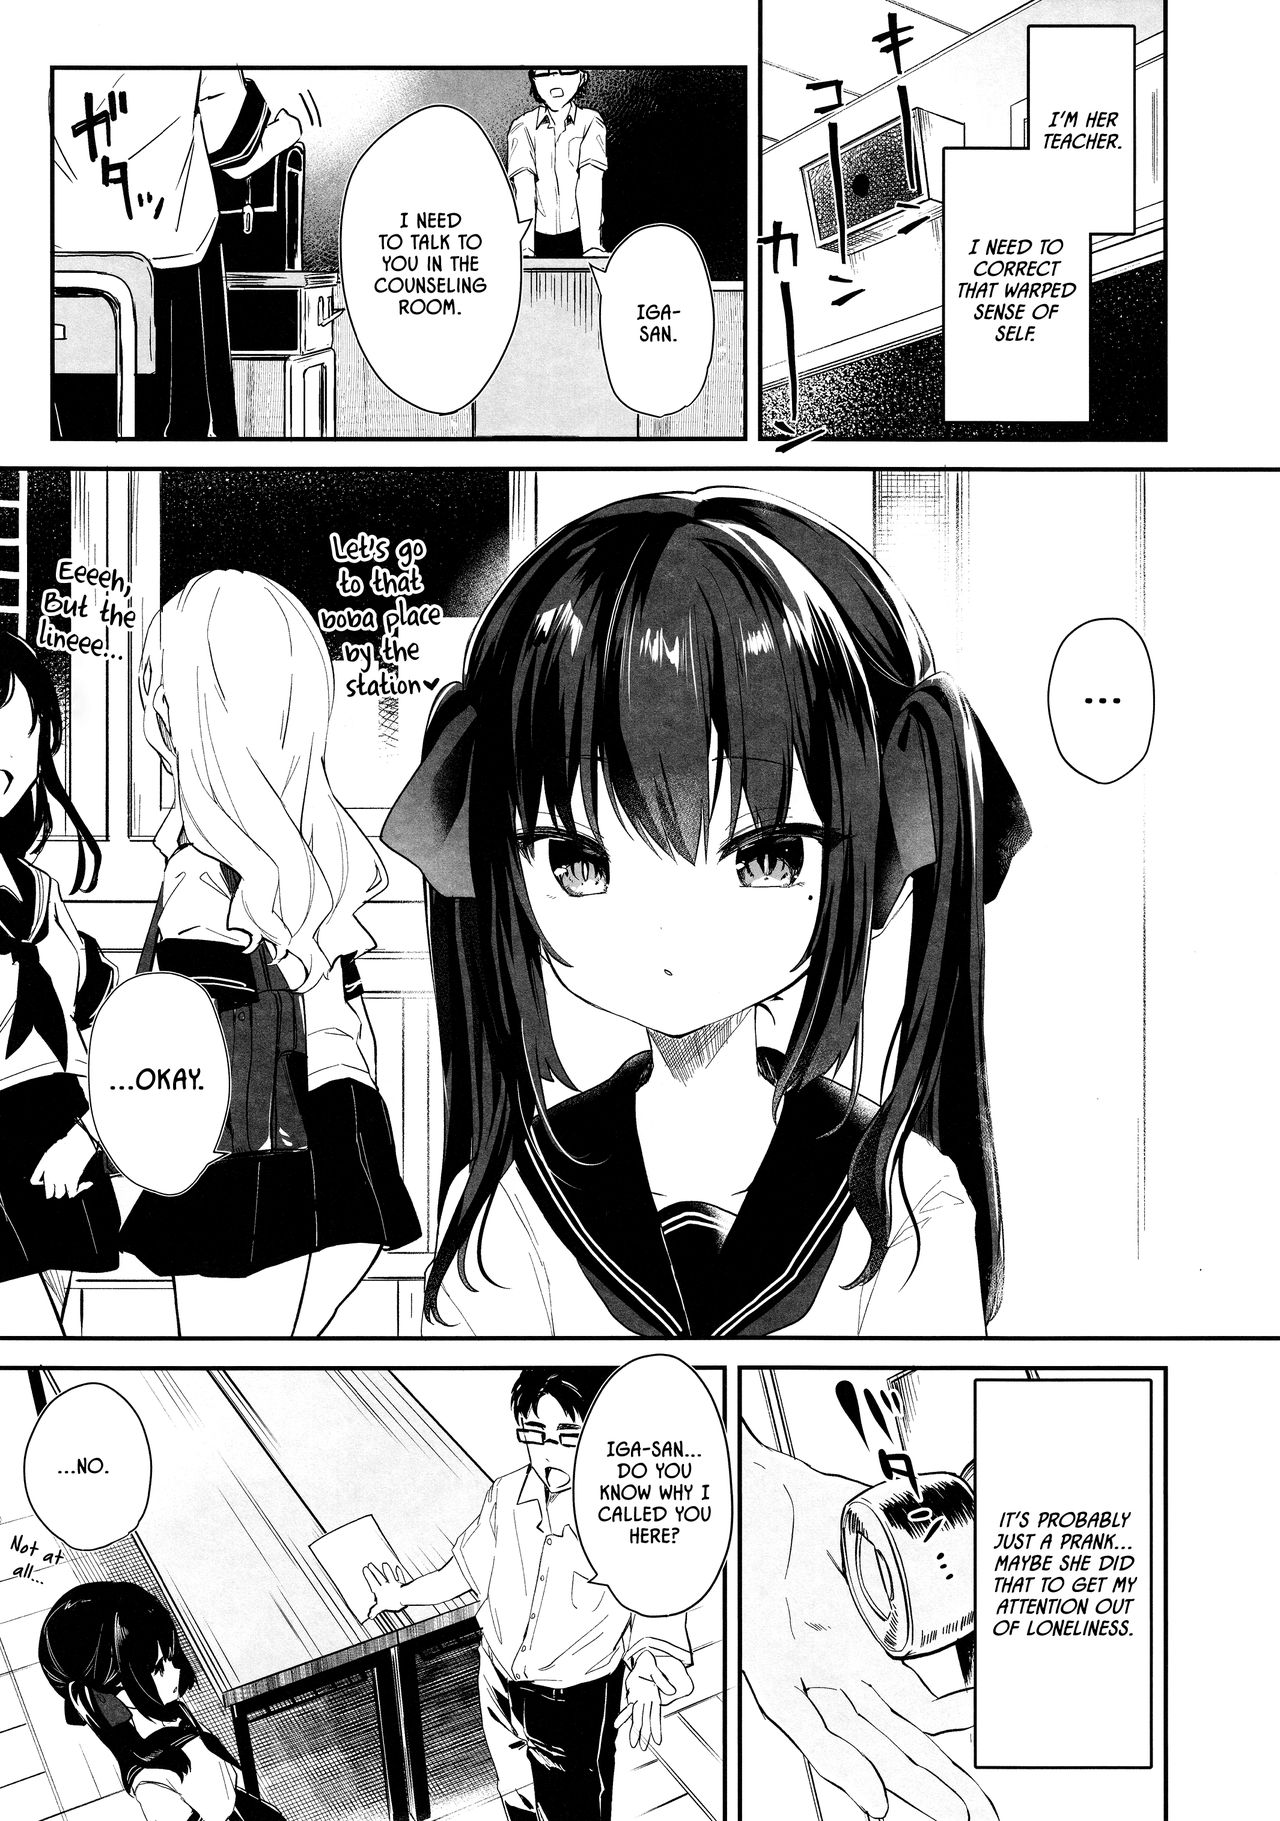 I'M HER
TEACHER.
I NEED TO
CORRECT
THAT WARPED
SENSE OF
SELF.
キーン
コーン
カーン
IGA-
SAN.
I NEED
TO TALK TO
YOU IN THE
COUNSELING
ROOM.
ガタッ
...
Let's go
to that
boba place
by the
station♥
Eeeeh,
But the
lineee!...
...OKAY.
IT'S PROBABLY
JUST A PRANK...
MAYBE SHE DID
THAT TO GET MY
ATTENTION OUT
OF LONELINESS.
バタン…
IGA-SAN...
DO YOU
KNOW WHY I
CALLED YOU
HERE?
...NO.
Not at
all...